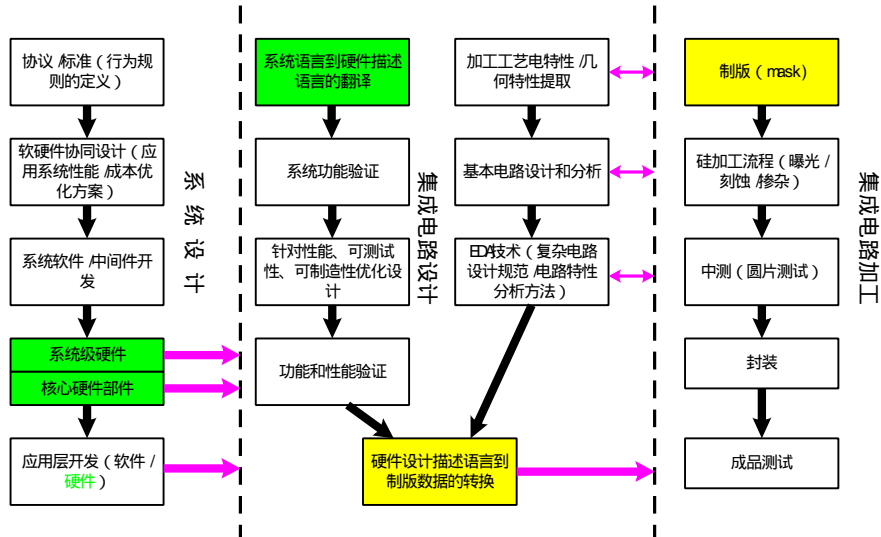 协议/标准（行为规
则的定义）
软硬件协同设计（应
用系统性能/成本优
化方案）
系统软件/中间件开
发
系统级硬件
核心硬件部件
应用层开发（软件/
硬件）
系统设计
系统语言到硬件描述
语言的翻译
系统功能验证
针对性能、可测试
性、可制造性优化设
计
功能和性能验证
集成电路设计
加工工艺电特性/几
何特性提取
基本电路设计和分析
EDA技术（复杂电路
设计规范/电路特性
分析方法）
硬件设计描述语言到
制版数据的转换
制版（mask）
硅加工流程（曝光/
刻蚀/掺杂）
中测（圆片测试）
封装
成品测试
集成电路加工